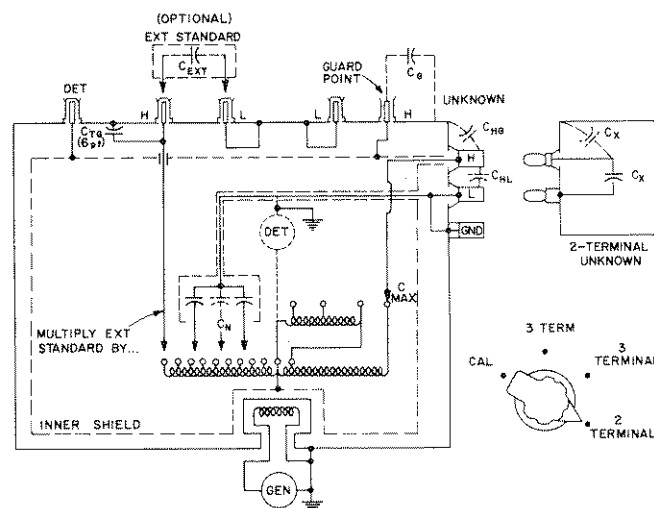 (OPTIONAL)
EXT STANDARD
C EXT
DET
H
L
GUARD
POINT
C G
L
H
UNKNOWN
C TG
(6pf)
C HG
H
C HL
L
GND
C X
C X
2-TERMINAL
UNKNOWN
DET
C N
C
MAX
MULTIPLY EXT
STANDARD BY...
INNER SHIELD
GEN
3 TERM
CAL
3
TERMINAL
2
TERMINAL